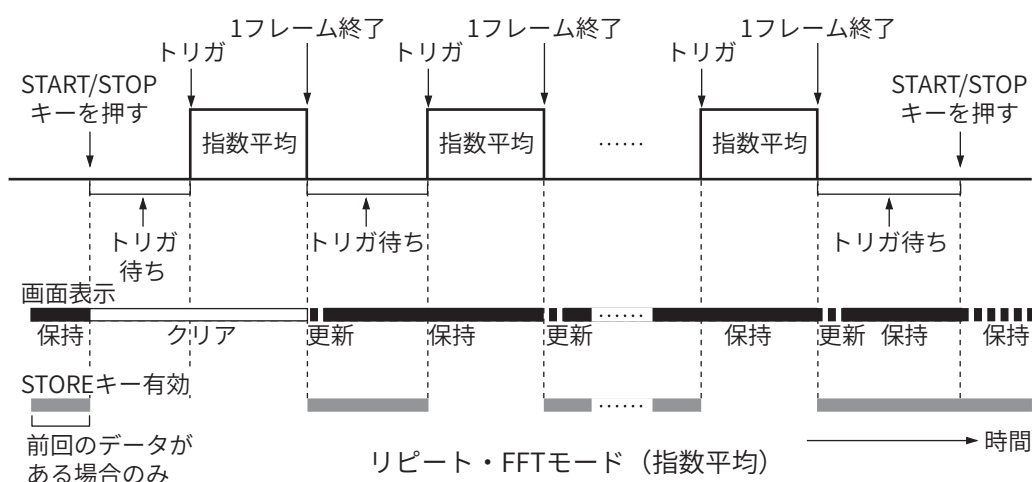 1フレーム終了 1フレーム終了 1フレーム終了
トリガ トリガ トリガ
START/STOP
キーを押す
START/STOP
キーを押す
指数平均 指数平均 …… 指数平均
トリガ
待ち
トリガ待ち トリガ待ち
画面表示
……
保持 クリア 更新 保持 更新 保持 更新 保持 保持
STOREキー有効
……
前回のデータが
ある場合のみ
時間
リピート・FFTモード（指数平均）